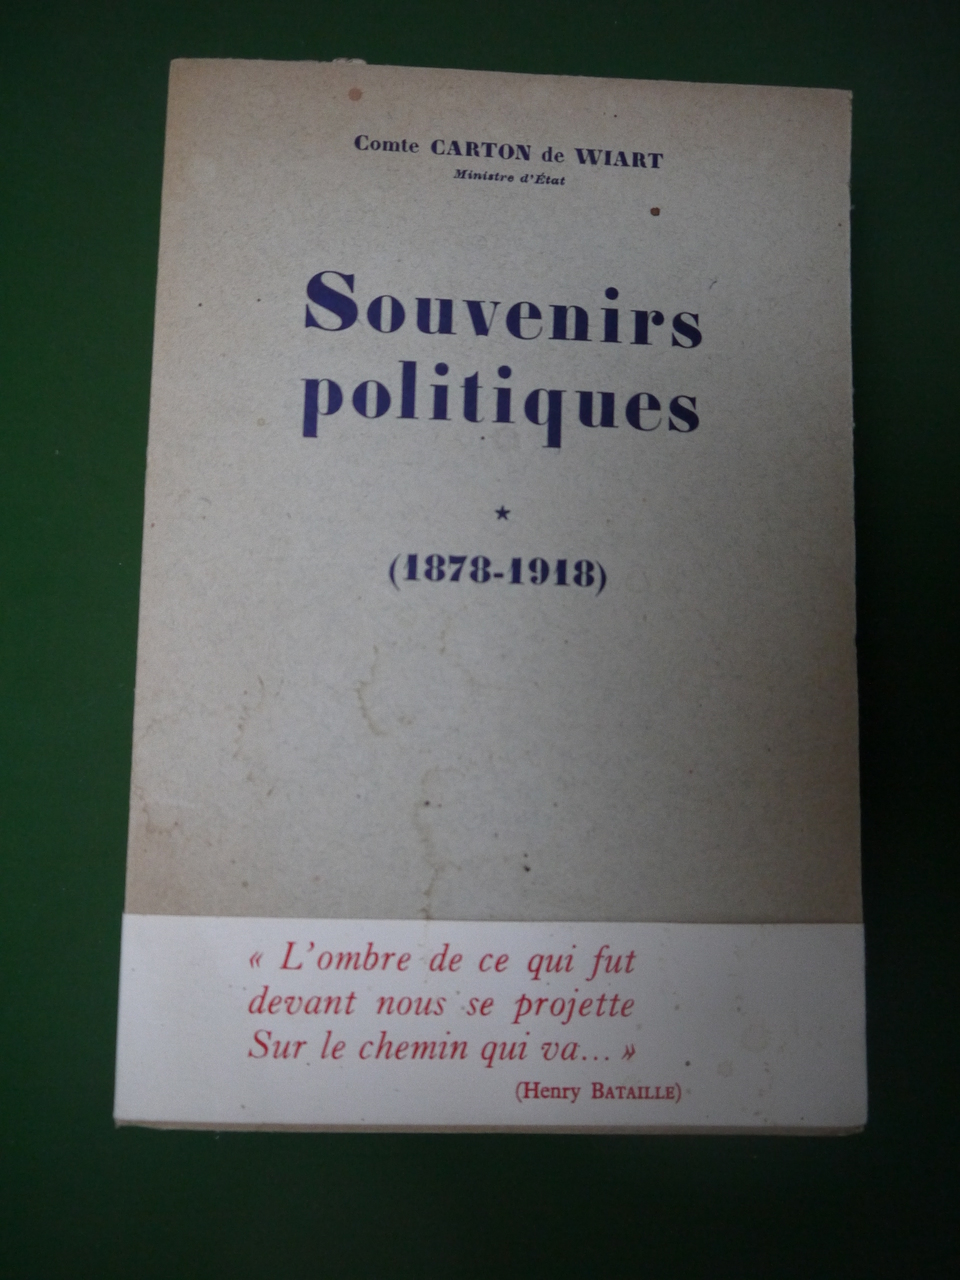 Comte CARTON de WIART
Ministre d'État
Souvenirs
politiques
★
(1878-1918)
« L'ombre de ce qui fut
devant nous se projette
Sur le chemin qui va... »
(Henry BATAILLE)